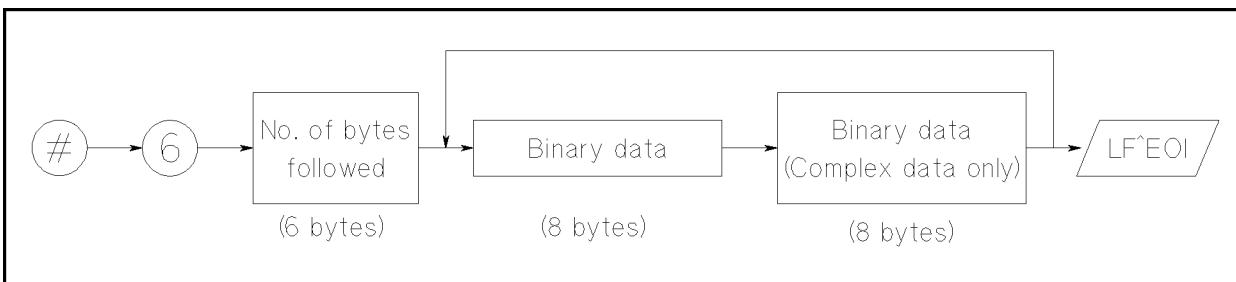 #
6
No. of bytes
followed
(6 bytes)
Binary data
(8 bytes)
Binary data
(Complex data only)
(8 bytes)
LF^EOI